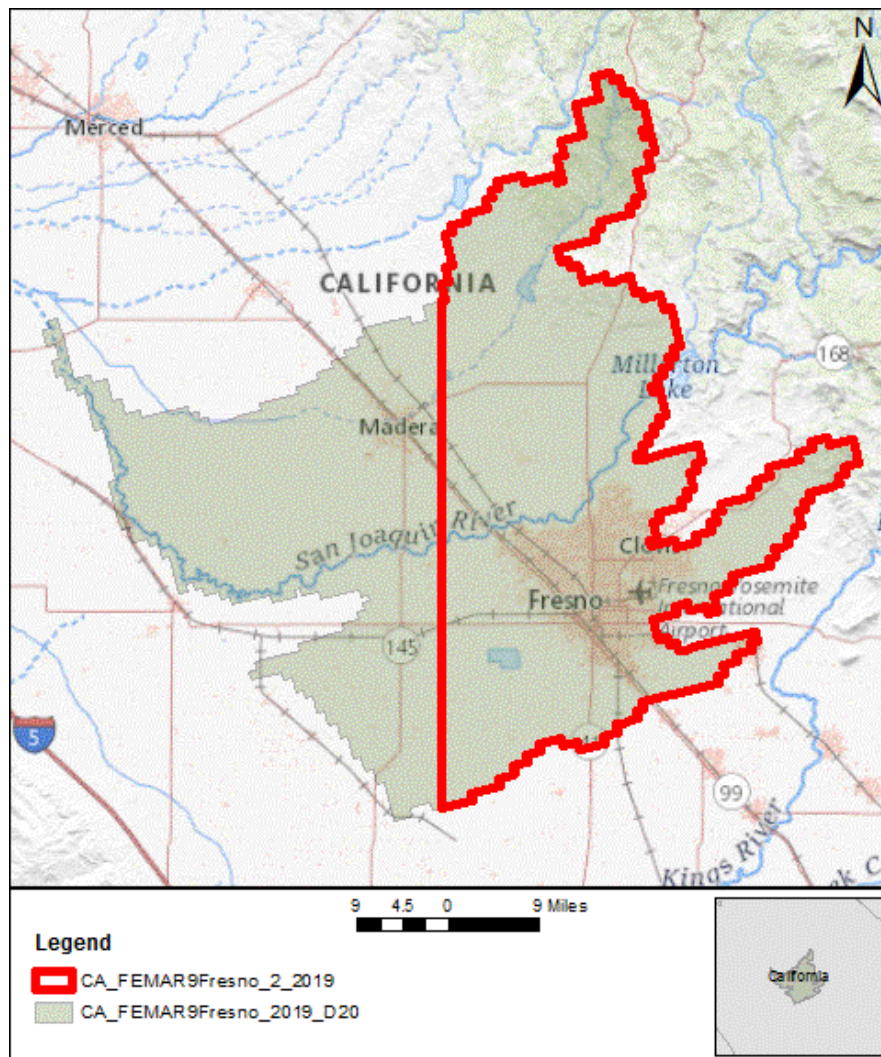 N
Merced
CALIFORNIA
168
Millerton
Lake
Madera
San Joaquin River
Clovis
Fresno Yosemite
International
Airport
Fresno
145
5
99
Kings River
9 4.5 0 9 Miles
Legend
CA_FEMAR9Fresno_2_2019
CA_FEMAR9Fresno_2019_D20
California